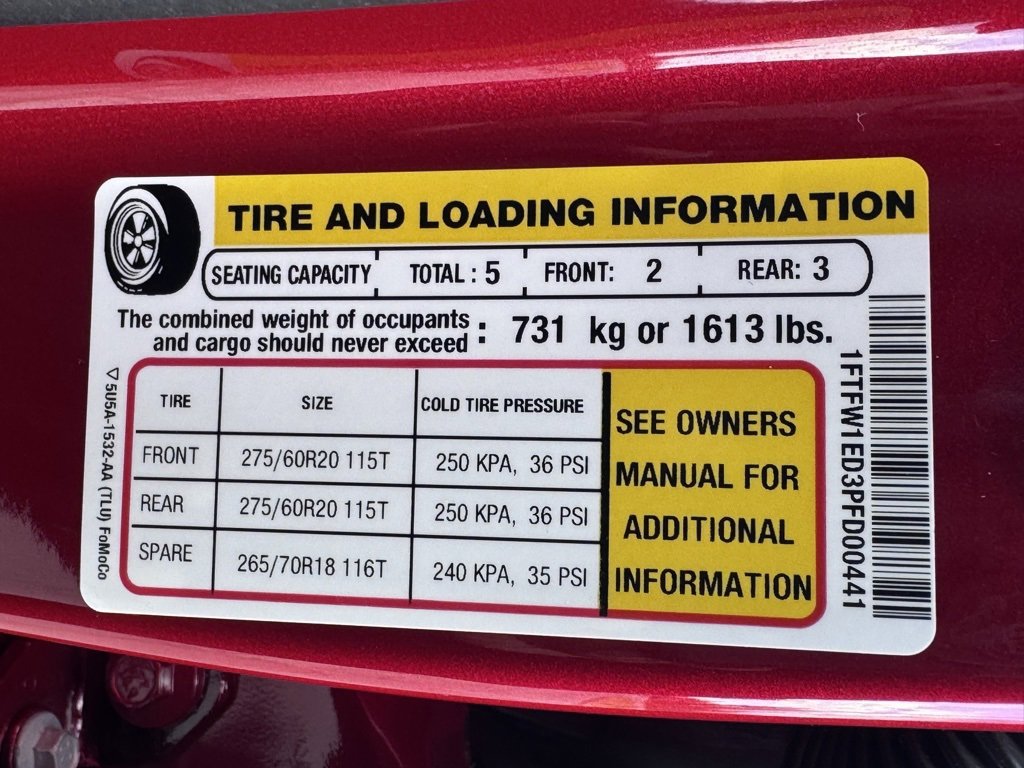 TIRE AND LOADING INFORMATION
SEATING CAPACITY TOTAL : 5 FRONT: 2 REAR: 3
The combined weight of occupants
and cargo should never exceed : 731 kg or 1613 lbs.
TIRE SIZE COLD TIRE PRESSURE
FRONT 275/60R20 115T 250 KPA, 36 PSI
REAR 275/60R20 115T 250 KPA, 36 PSI
SPARE 265/70R18 116T 240 KPA, 35 PSI
SEE OWNERS
MANUAL FOR
ADDITIONAL
INFORMATION
5U5A-1532-AA (TLU) FoMoCo
1FTFW1ED3PFD00441